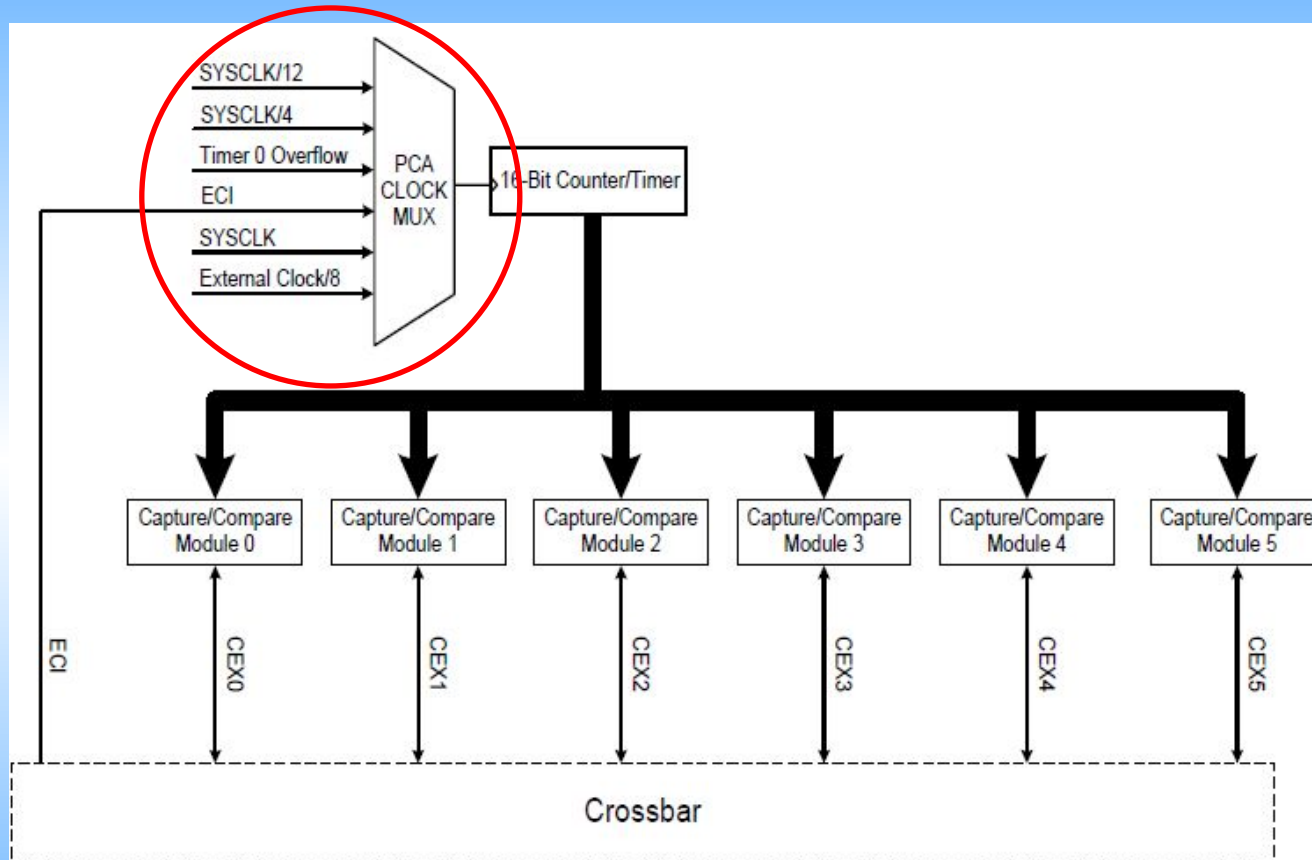 SYSCLK/12
SYSCLK/4
Timer 0 Overflow
ECI
SYSCLK
External Clock/8
PCA
CLOCK
MUX
16-Bit Counter/Timer
Capture/Compare
Module 0
Capture/Compare
Module 1
Capture/Compare
Module 2
Capture/Compare
Module 3
Capture/Compare
Module 4
Capture/Compare
Module 5
ECI
CEX0
CEX1
CEX2
CEX3
CEX4
CEX5
Crossbar